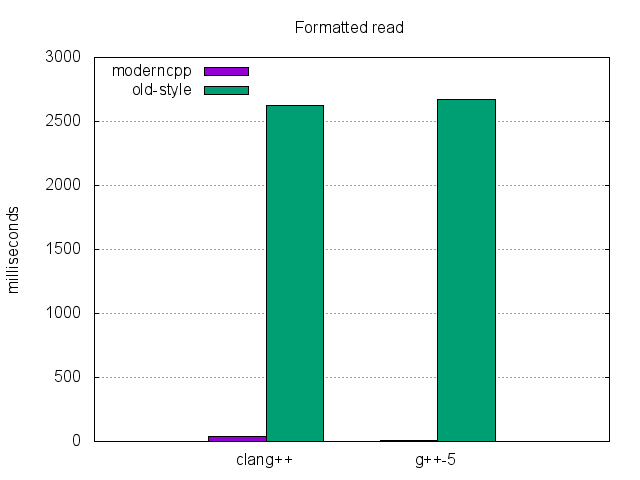 Formatted read
3000
moderncpp
old-style
2500
2000
1500
1000
500
0
milliseconds
clang++
g++-5